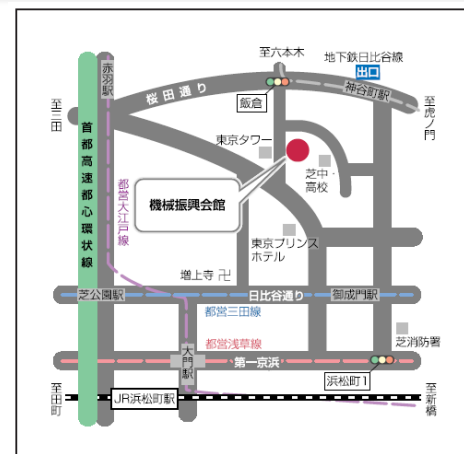 至六本木
地下鉄日比谷線
出口
赤羽駅
桜田通り
飯倉
神谷町駅
至三田
至虎ノ門
東京タワー
芝中・
高校
首都高速都心環状線
都営大江戸線
機械振興会館
東京プリンス
ホテル
増上寺 卍
芝公園駅
日比谷通り
御成門駅
都営三田線
都営浅草線
芝消防署
大門駅
第一京浜
浜松町1
至田町
JR浜松町駅
至新橋